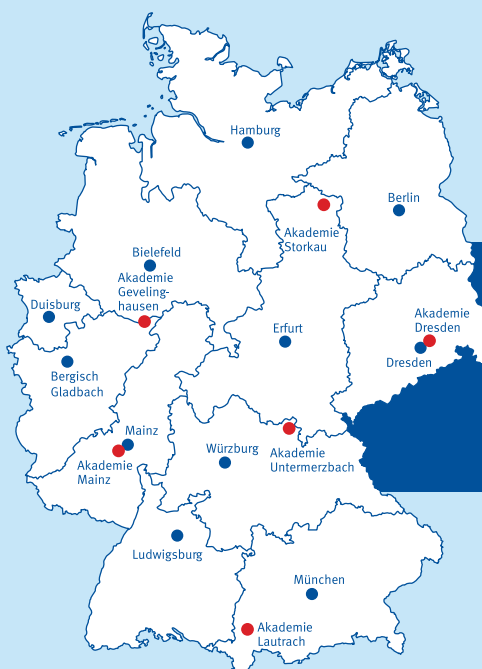 Hamburg
Berlin
Akademie
Storkau
Bielefeld
Akademie
Geveling-
hausen
Duisburg
Akademie
Dresden
Erfurt
Dresden
Bergisch
Gladbach
Mainz
Akademie
Mainz
Würzburg
Akademie
Untermerzbach
Ludwigsburg
München
Akademie
Lautrach